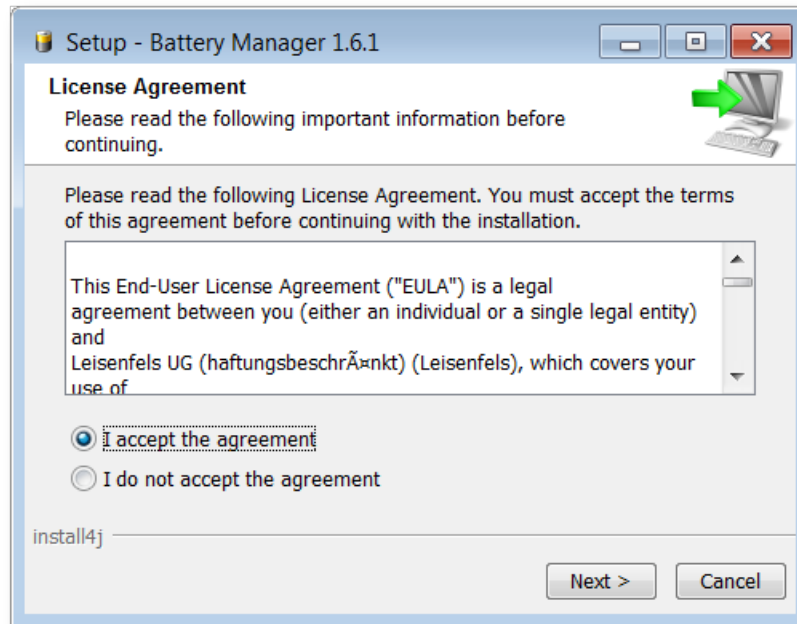 Setup - Battery Manager 1.6.1
License Agreement
Please read the following important information before
continuing.
Please read the following License Agreement. You must accept the terms
of this agreement before continuing with the installation.
This End-User License Agreement ("EULA") is a legal
agreement between you (either an individual or a single legal entity)
and
Leisenfels UG (haftungsbeschrÃ¤nkt) (Leisenfels), which covers your
use of
I accept the agreement
I do not accept the agreement
install4j
Next >
Cancel